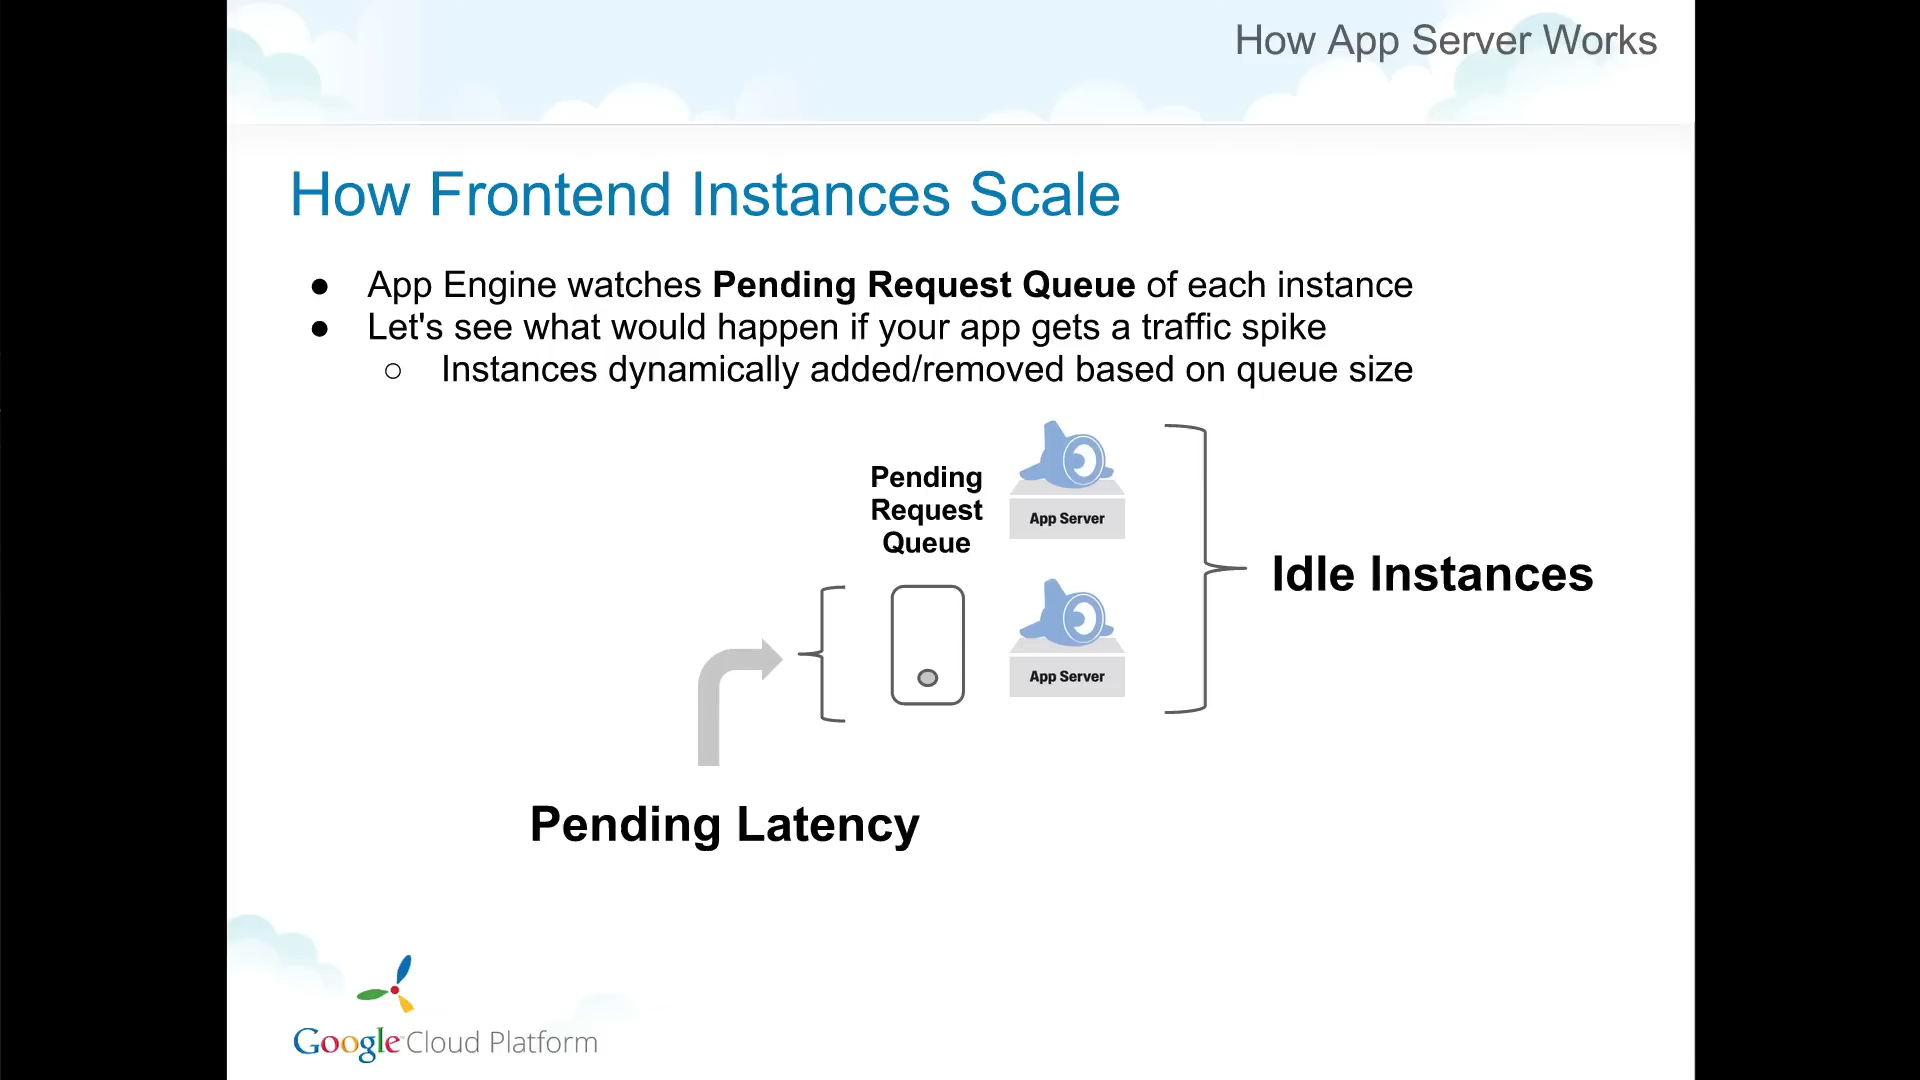 How App Server Works
How Frontend Instances Scale
● App Engine watches Pending Request Queue of each instance
● Let's see what would happen if your app gets a traffic spike
○ Instances dynamically added/removed based on queue size
Pending
Request
Queue
App Server
Idle Instances
App Server
Pending Latency
Google Cloud Platform